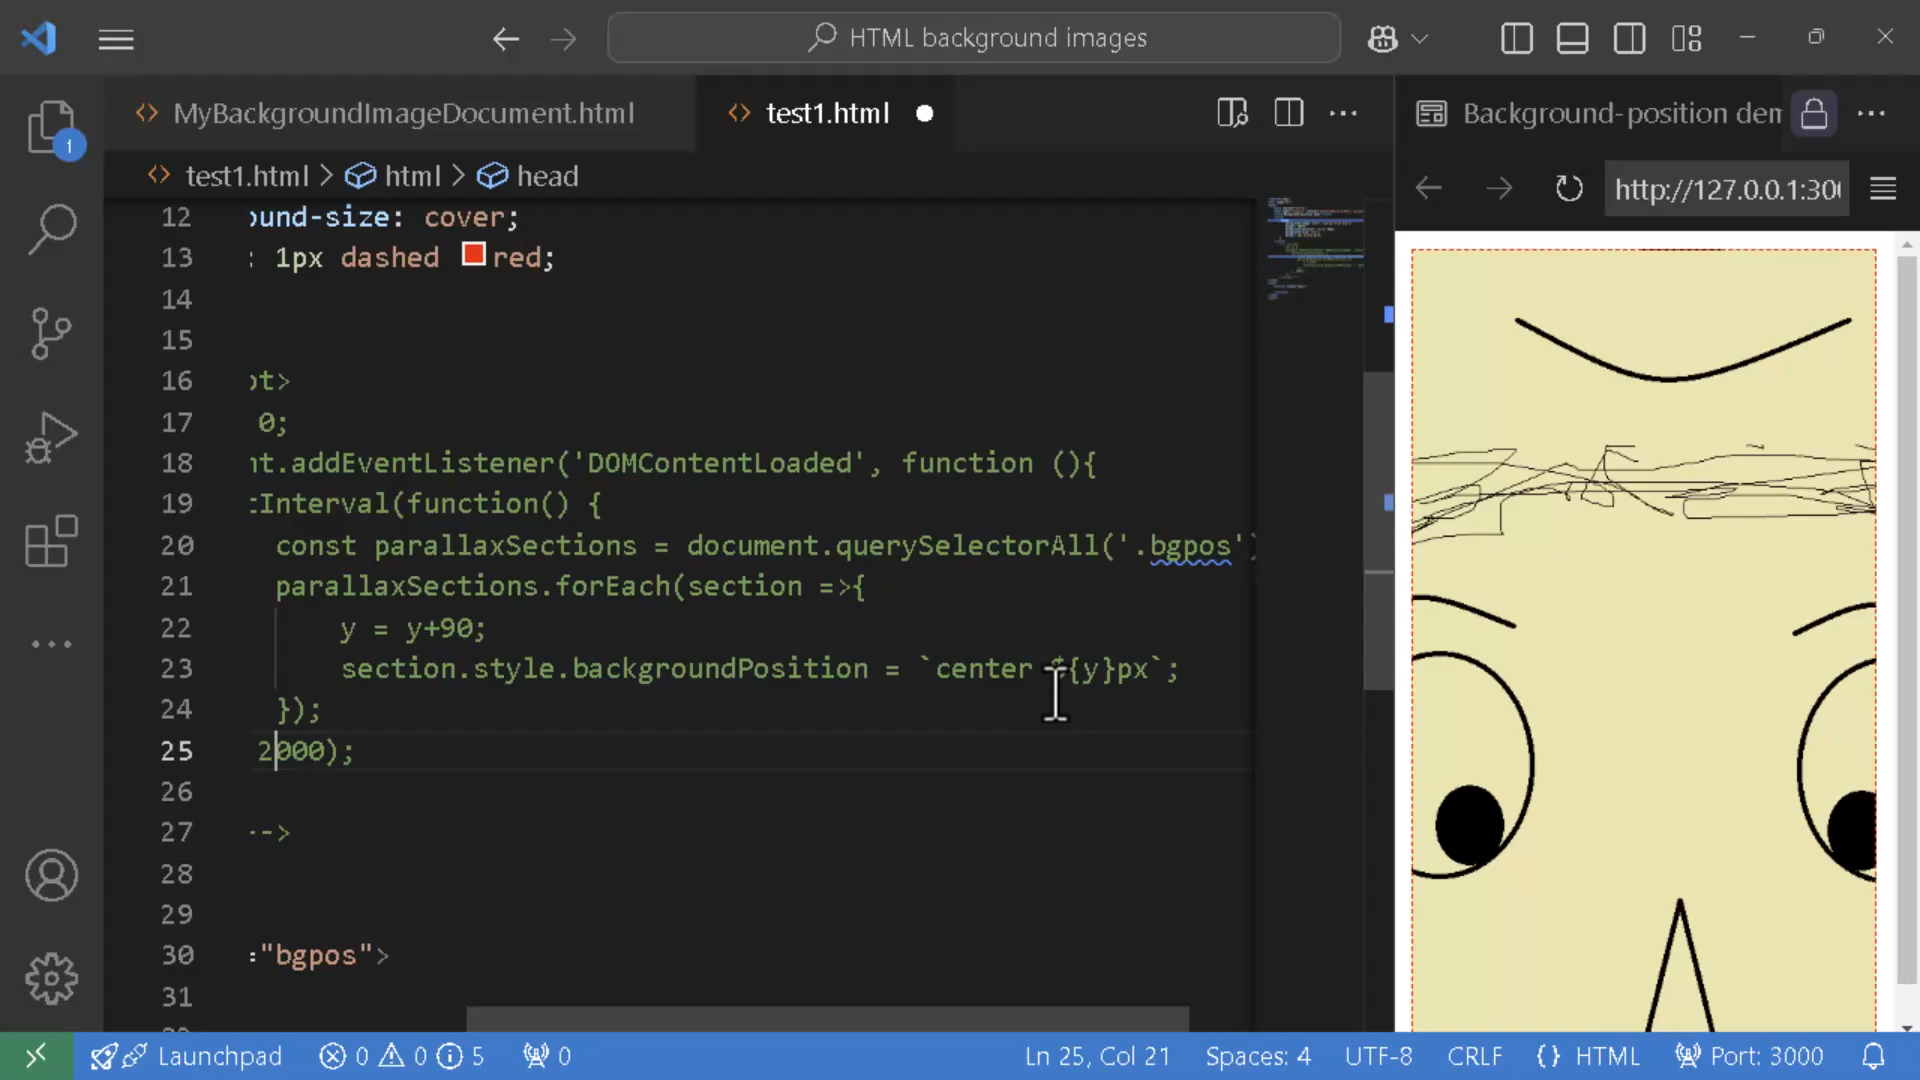 HTML background images
MyBackgroundImageDocument.html
test1.html
Background-position dem
test1.html > html > head
http://127.0.0.1:300
12 ound-size: cover;
13 : 1px dashed red;
14
15
16 pt>
17 0;
18 nt.addEventListener('DOMContentLoaded', function (){
19 tInterval(function() {
20 const parallaxSections = document.querySelectorAll('.bgpos')
21 parallaxSections.forEach(section =>{
22 y = y+90;
23 section.style.backgroundPosition = `center ${y}px`;
24 });
25 2000);
26
27 -->
28
29
30 ="bgpos">
31
1
Launchpad 0 0 5 0 Ln 25, Col 21 Spaces: 4 UTF-8 CRLF {} HTML Port: 3000